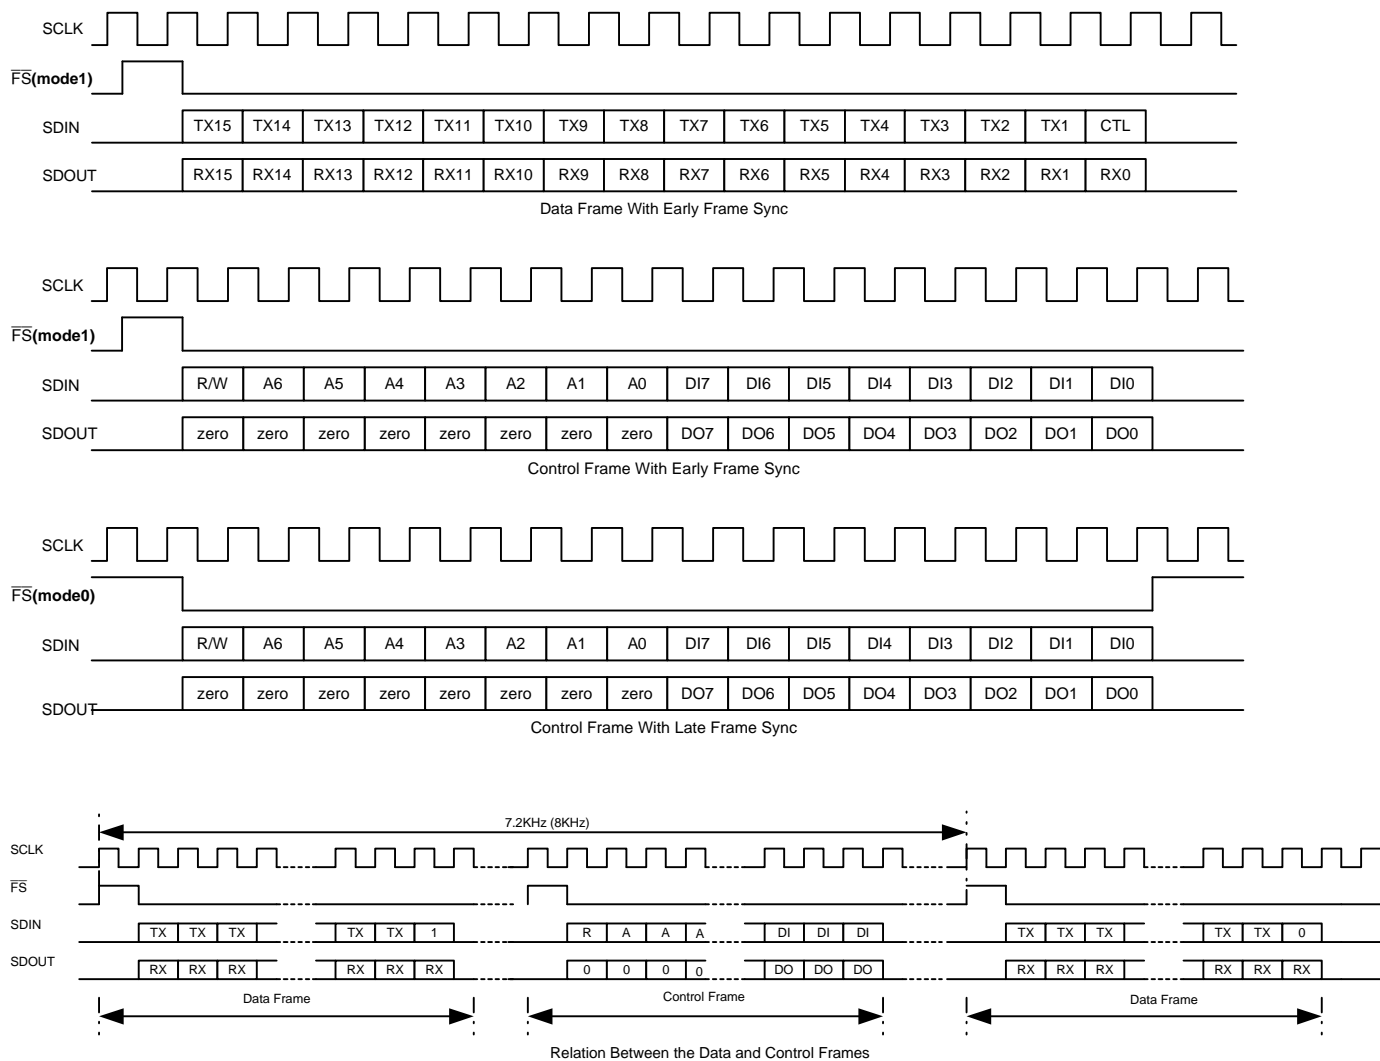 SCLK
FS(mode1)
SDIN TX15 TX14 TX13 TX12 TX11 TX10 TX9 TX8 TX7 TX6 TX5 TX4 TX3 TX2 TX1 CTL
SDOUT RX15 RX14 RX13 RX12 RX11 RX10 RX9 RX8 RX7 RX6 RX5 RX4 RX3 RX2 RX1 RX0
Data Frame With Early Frame Sync
SCLK
FS(mode1)
SDIN R/W A6 A5 A4 A3 A2 A1 A0 DI7 DI6 DI5 DI4 DI3 DI2 DI1 DI0
SDOUT zero zero zero zero zero zero zero zero DO7 DO6 DO5 DO4 DO3 DO2 DO1 DO0
Control Frame With Early Frame Sync
SCLK
FS(mode0)
SDIN R/W A6 A5 A4 A3 A2 A1 A0 DI7 DI6 DI5 DI4 DI3 DI2 DI1 DI0
SDOUT zero zero zero zero zero zero zero zero DO7 DO6 DO5 DO4 DO3 DO2 DO1 DO0
Control Frame With Late Frame Sync
7.2KHz (8KHz)
SCLK
FS
SDIN TX TX TX TX TX 1 R A A A DI DI DI TX TX TX TX TX 0
SDOUT RX RX RX RX RX RX 0 0 0 0 DO DO DO RX RX RX RX RX RX
Data Frame Control Frame Data Frame
Relation Between the Data and Control Frames